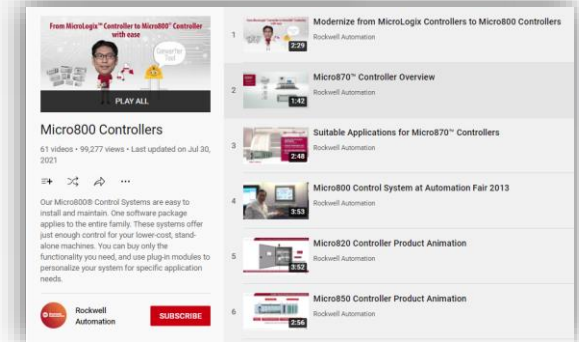 From MicroLogix™ Controller to Micro800® Controller
with ease
Converter
Tool
PLAY ALL
Micro800 Controllers
61 videos • 99,277 views • Last updated on Jul 30,
2021
Our Micro800® Control Systems are easy to
install and maintain. One software package
applies to the entire family. These systems offer
just enough control for your lower-cost, stand-
alone machines. You can buy only the
functionality you need, and use plug-in modules to
personalize your system for specific application
needs.
Rockwell
Automation
SUBSCRIBE
1
2:29
Modernize from MicroLogix Controllers to Micro800 Controllers
Rockwell Automation
2
1:42
Micro870™ Controller Overview
Rockwell Automation
3
2:48
Suitable Applications for Micro870™ Controllers
Rockwell Automation
4
3:53
Micro800 Control System at Automation Fair 2013
Rockwell Automation
5
3:52
Micro820 Controller Product Animation
Rockwell Automation
6
2:56
Micro850 Controller Product Animation
Rockwell Automation